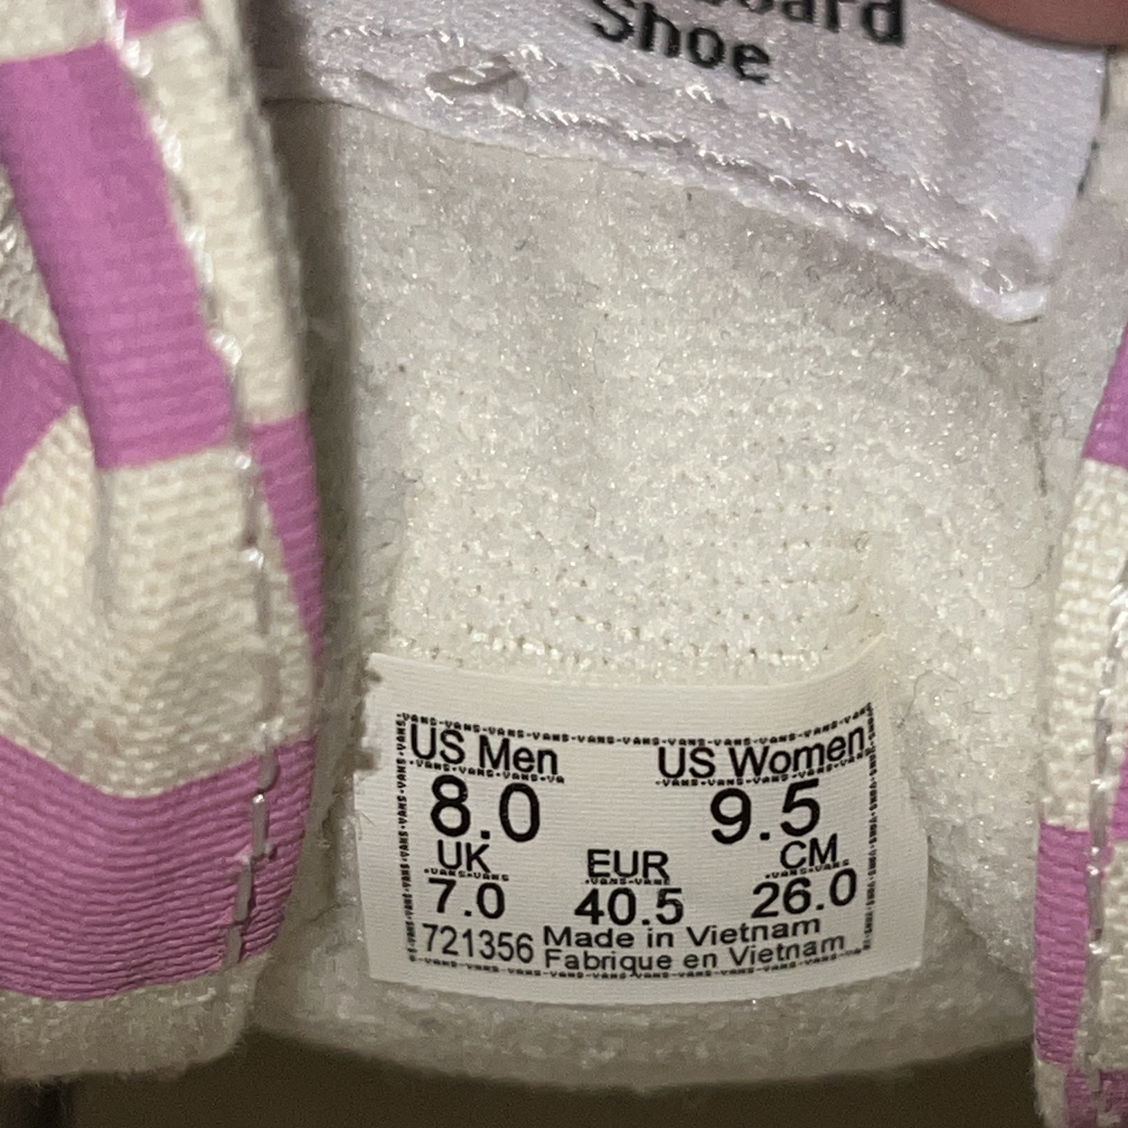 Shoe
US Men US Women
8.0 9.5
UK EUR CM
7.0 40.5 26.0
721356 Made in Vietnam
Fabrique en Vietnam